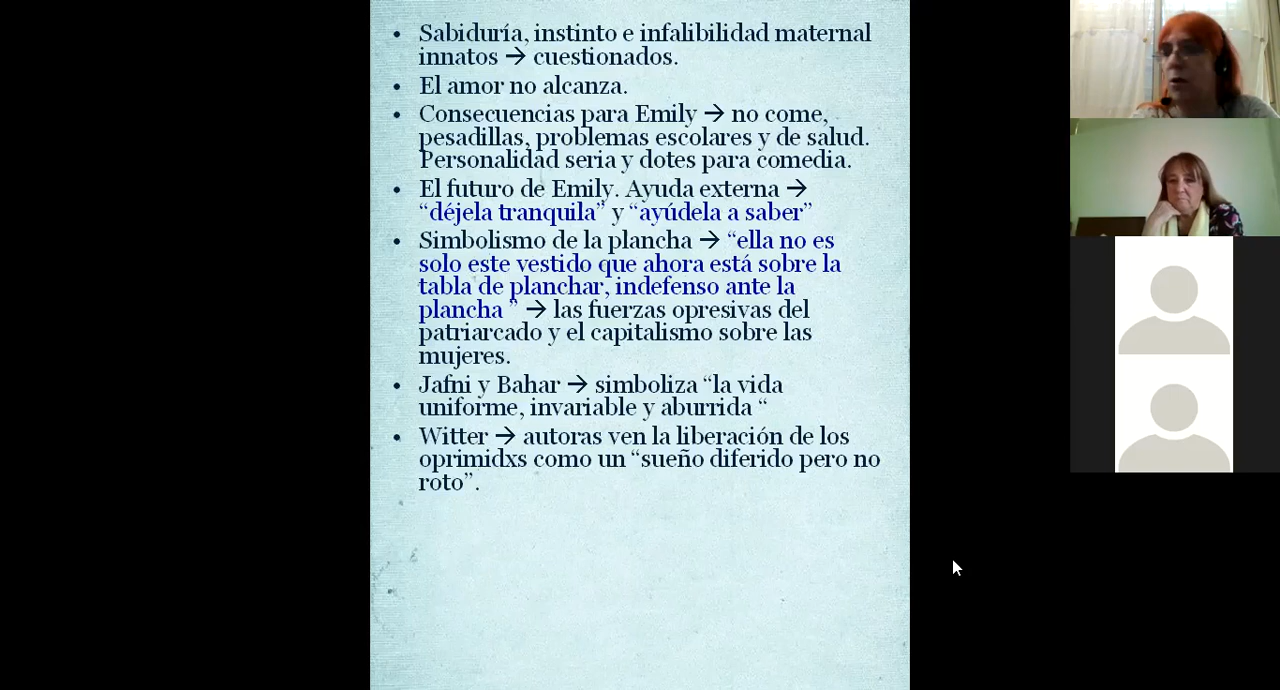 • Sabiduría, instinto e infalibilidad maternal
innatos → cuestionados.
• El amor no alcanza.
• Consecuencias para Emily → no come,
pesadillas, problemas escolares y de salud.
Personalidad seria y dotes para comedia.
• El futuro de Emily. Ayuda externa →
“déjela tranquila” y “ayúdela a saber”
• Simbolismo de la plancha → “ella no es
solo este vestido que ahora está sobre la
tabla de planchar, indefenso ante la
plancha ” → las fuerzas opresivas del
patriarcado y el capitalismo sobre las
mujeres.
• Jafni y Bahar → simboliza “la vida
uniforme, invariable y aburrida “
• Witter → autoras ven la liberación de los
oprimidxs como un “sueño diferido pero no
roto”.